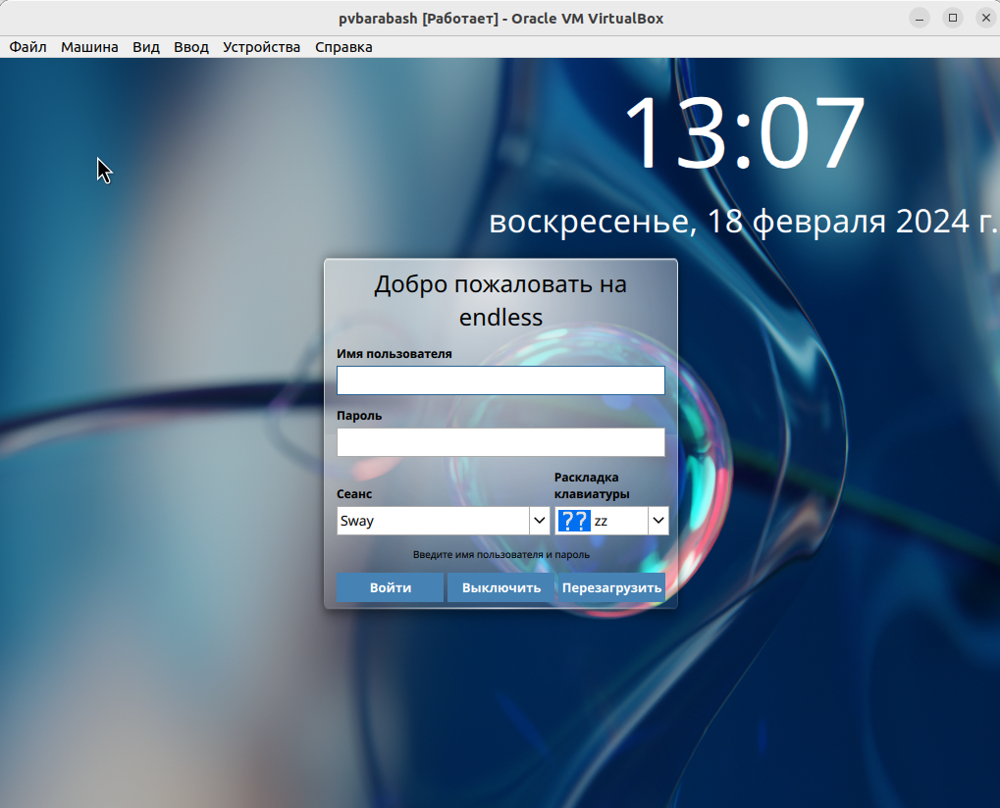 pvbarabash [Работает] - Oracle VM VirtualBox
Файл Машина Вид Ввод Устройства Справка
13:07
воскресенье, 18 февраля 2024 г.
Добро пожаловать на
endless
Имя пользователя
Пароль
Сеанс
Раскладка
клавиатуры
Sway
?? zz
Введите имя пользователя и пароль
Войти Выключить Перезагрузить